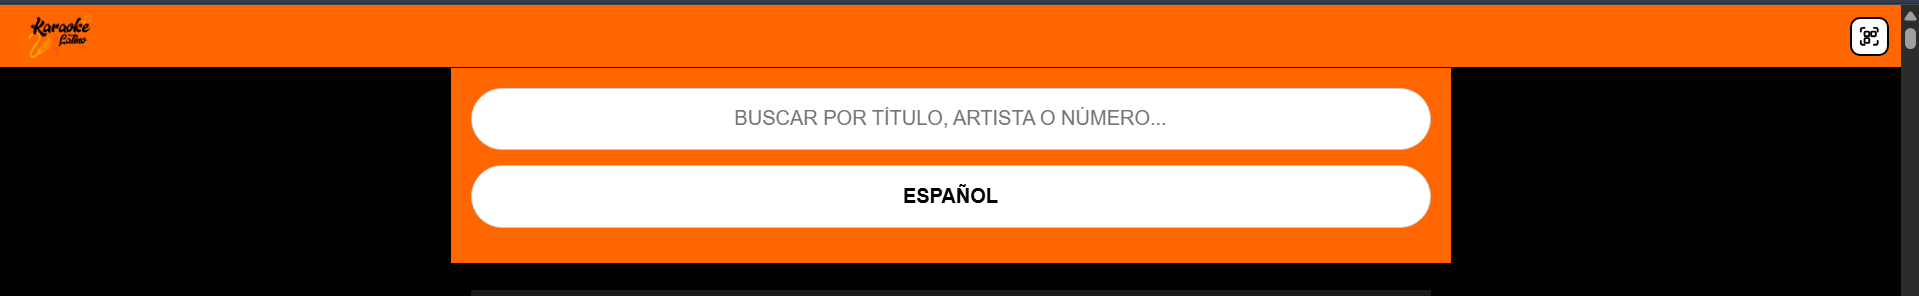 Karaoke
Latino
BUSCAR POR TÍTULO, ARTISTA O NÚMERO...
ESPAÑOL